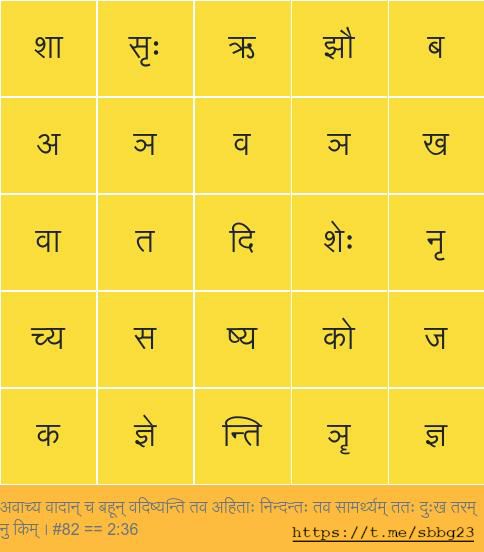 शा सृः ऋ झौ ब
अ ञ व ञ ख
वा त दि शेः नृ
च्य स ष्य को ज
क ज्ञे न्ति ञॄ ज्ञ
अवाच्य वादान् च बहून् वदिष्यन्ति तव अहिताः निन्दन्तः तव सामर्थ्यम् ततः दुःख तरम्
नु किम् । #82 == 2:36
https://t.me/sbbg23